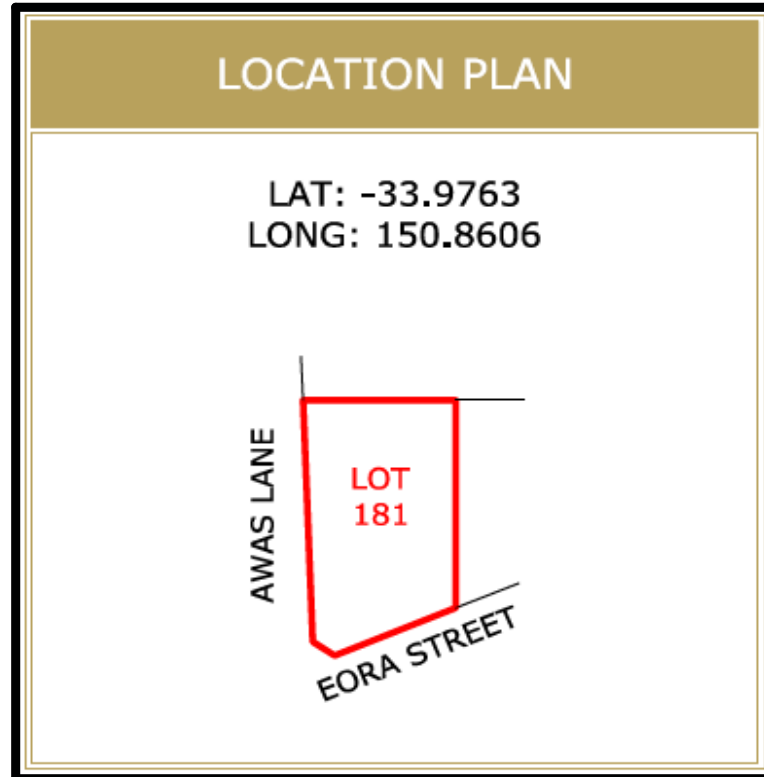 LOCATION PLAN
LAT: -33.9763
LONG: 150.8606
AWAS LANE
LOT
181
EORA STREET